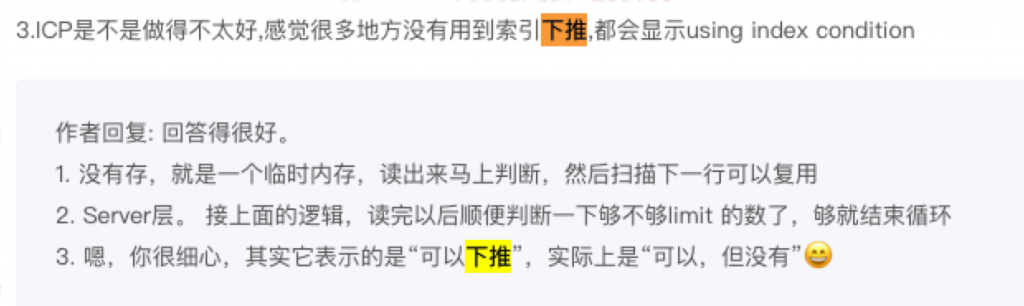 3.ICP是不是做得不太好,感觉很多地方没有用到索引下推,都会显示using index condition
作者回复: 回答得很好。
1. 没有存，就是一个临时内存，读出来马上判断，然后扫描下一行可以复用
2. Server层。 接上面的逻辑，读完以后顺便判断一下够不够limit 的数了，够就结束循环
3. 嗯，你很细心，其实它表示的是“可以下推”，实际上是“可以，但没有”😄